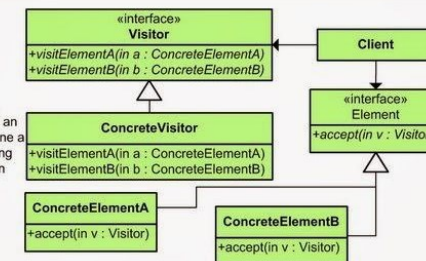 «interface»
Visitor
+visitElementA(in a : ConcreteElementA)
+visitElementB(in b : ConcreteElementB)
Client
«interface»
Element
+accept(in v : Visitor
an
ConcreteVisitor
+visitElementA(in a : ConcreteElementA)
+visitElementB(in b : ConcreteElementB)
ConcreteElementA
+accept(in v : Visitor)
ConcreteElementB
+accept(in v : Visitor)